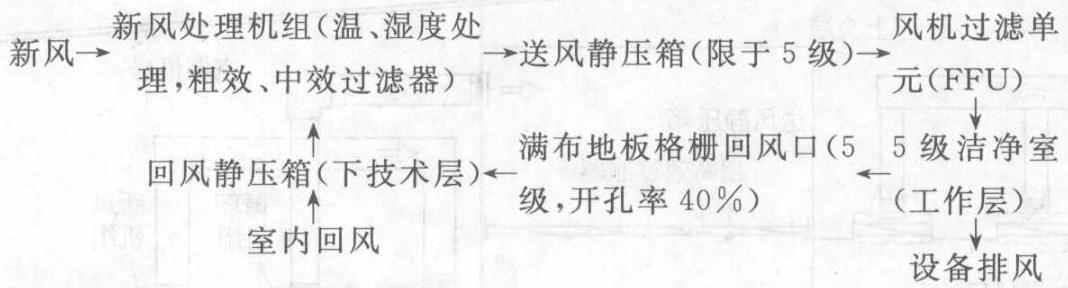 新风→新风处理机组(温、湿度处理,粗效、中效过滤器)→送风静压箱(限于 5 级)→风机过滤单元(FFU)
↓
5 级洁净室(工作层)
←满布地板格栅回风口(5 级,开孔率 40%)
←回风静压箱(下技术层)
↑
↑
室内回风
↓
设备排风